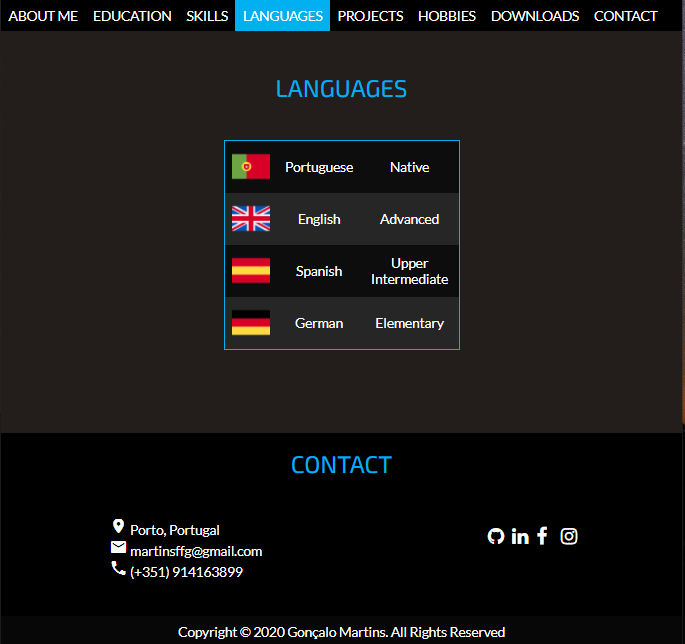 ABOUT ME EDUCATION SKILLS LANGUAGES PROJECTS HOBBIES DOWNLOADS CONTACT
LANGUAGES
Portuguese Native
English Advanced
Spanish Upper
Intermediate
German Elementary
CONTACT
Porto, Portugal
martinsffg@gmail.com
(+351) 914163899
Copyright © 2020 Gonçalo Martins. All Rights Reserved